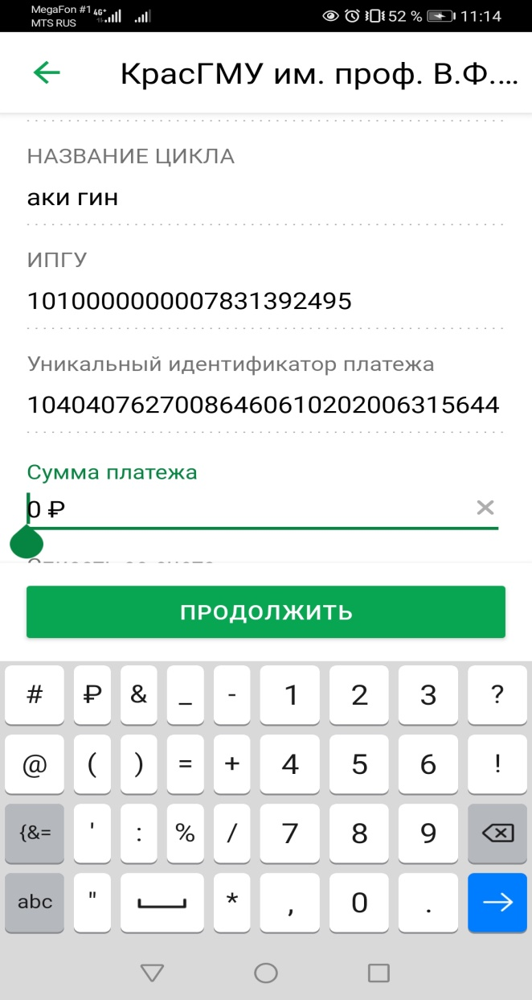 MegaFon #1 4G+ 52 % 11:14
MTS RUS
КрасГМУ им. проф. В.Ф.…
НАЗВАНИЕ ЦИКЛА
аки гин
ИПГУ
1010000000007831392495
Уникальный идентификатор платежа
10404076270086460610202006315644
Сумма платежа
0 ₽
ПРОДОЛЖИТЬ
# ₽ & _ - 1 2 3 ?
@ ( ) = + 4 5 6 !
{&= ' : % / 7 8 9
abc " * , 0 .